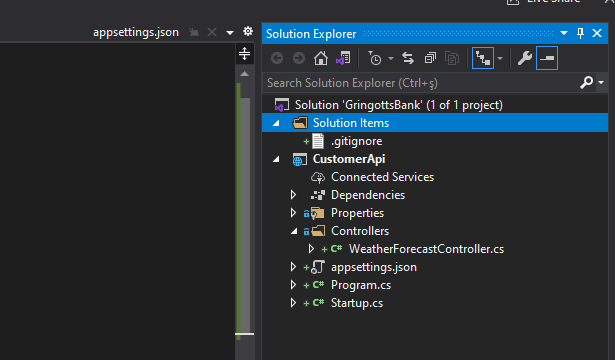 Live Share
appsettings.json
Solution Explorer
Search Solution Explorer (Ctrl+ş)
Solution 'GringottsBank' (1 of 1 project)
Solution Items
+ .gitignore
CustomerApi
Connected Services
Dependencies
Properties
Controllers
+ C# WeatherForecastController.cs
+ appsettings.json
+ C# Program.cs
+ C# Startup.cs